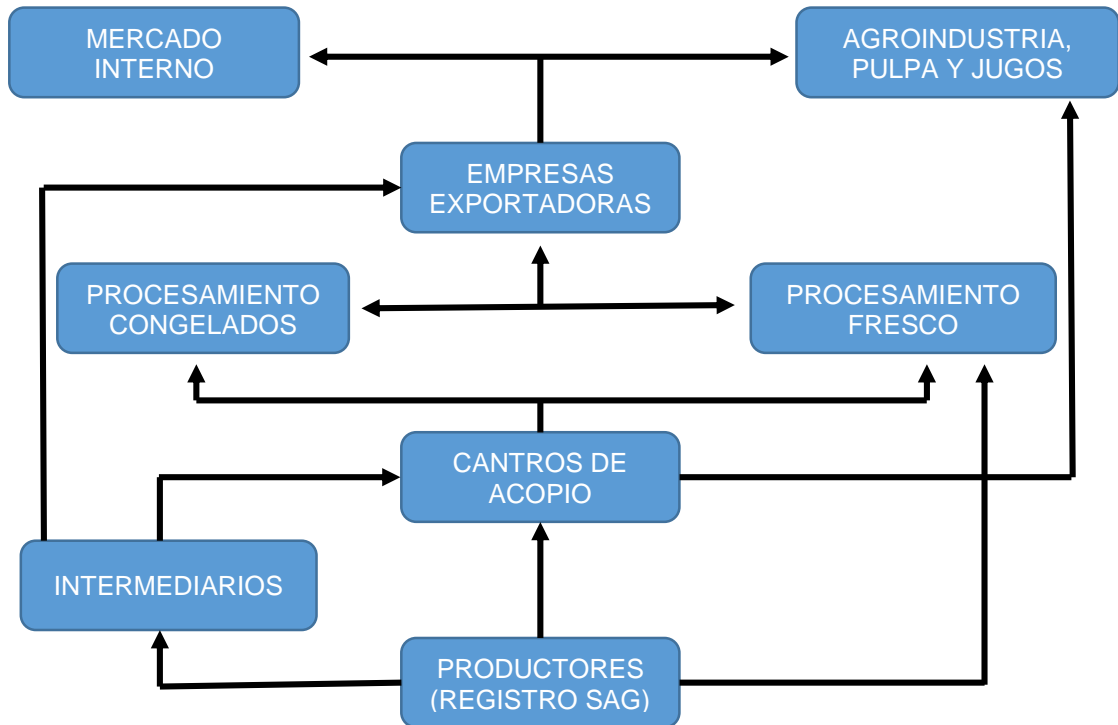 MERCADO
INTERNO
AGROINDUSTRIA,
PULPA Y JUGOS
EMPRESAS
EXPORTADORAS
PROCESAMIENTO
CONGELADOS
PROCESAMIENTO
FRESCO
CANTROS DE
ACOPIO
INTERMEDIARIOS
PRODUCTORES
(REGISTRO SAG)